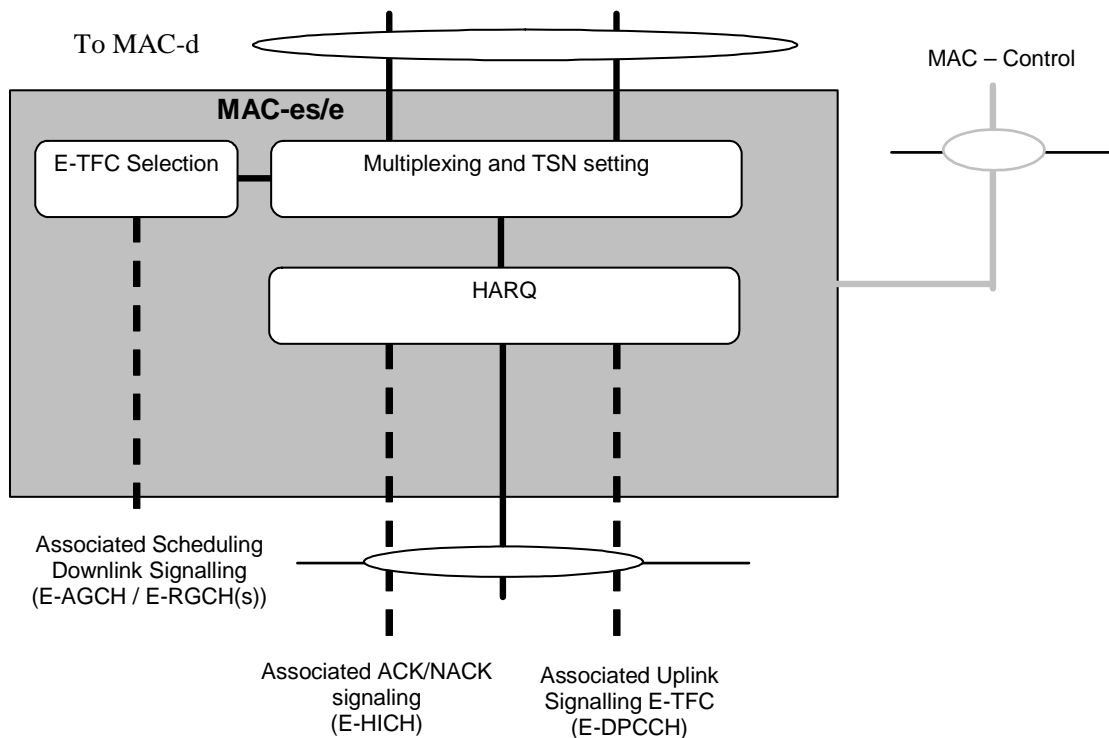 To MAC-d
MAC – Control
MAC-es/e
E-TFC Selection
Multiplexing and TSN setting
HARQ
Associated Scheduling
Downlink Signalling
(E-AGCH / E-RGCH(s))
Associated ACK/NACK
signaling
(E-HICH)
Associated Uplink
Signalling E-TFC
(E-DPCCH)